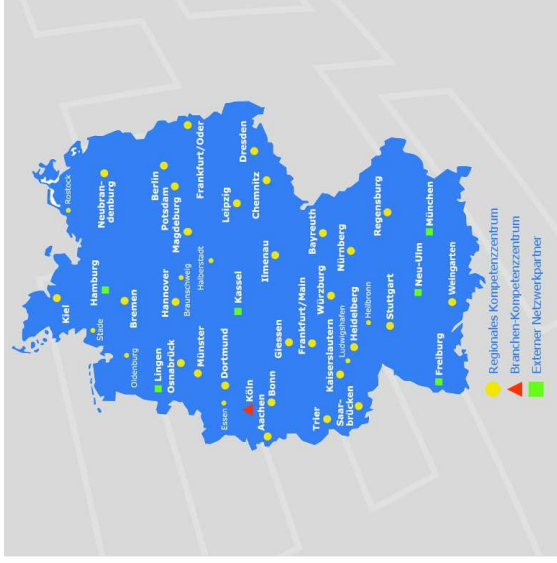 Kiel
Rostock
Stade
Hamburg
Neubran-
denburg
Bremen
Oldenburg
Lingen
Osnabrück
Hannover
Braunschweig
Berlin
Potsdam
Magdeburg
Frankfurt/Oder
Münster
Halberstadt
Essen
Dortmund
Kassel
Leipzig
Dresden
Chemnitz
Köln
Aachen
Bonn
Giessen
Ilmenau
Frankfurt/Main
Bayreuth
Trier
Würzburg
Kaiserslautern
Saar-
brücken
Ludwigshafen
Heidelberg
Nürnberg
Heilbronn
Stuttgart
Regensburg
Neu-Ulm
München
Freiburg
Weingarten
Regionales Kompetenzzentrum
Branchen-Kompetenzzentrum
Externer Netzwerkpartner